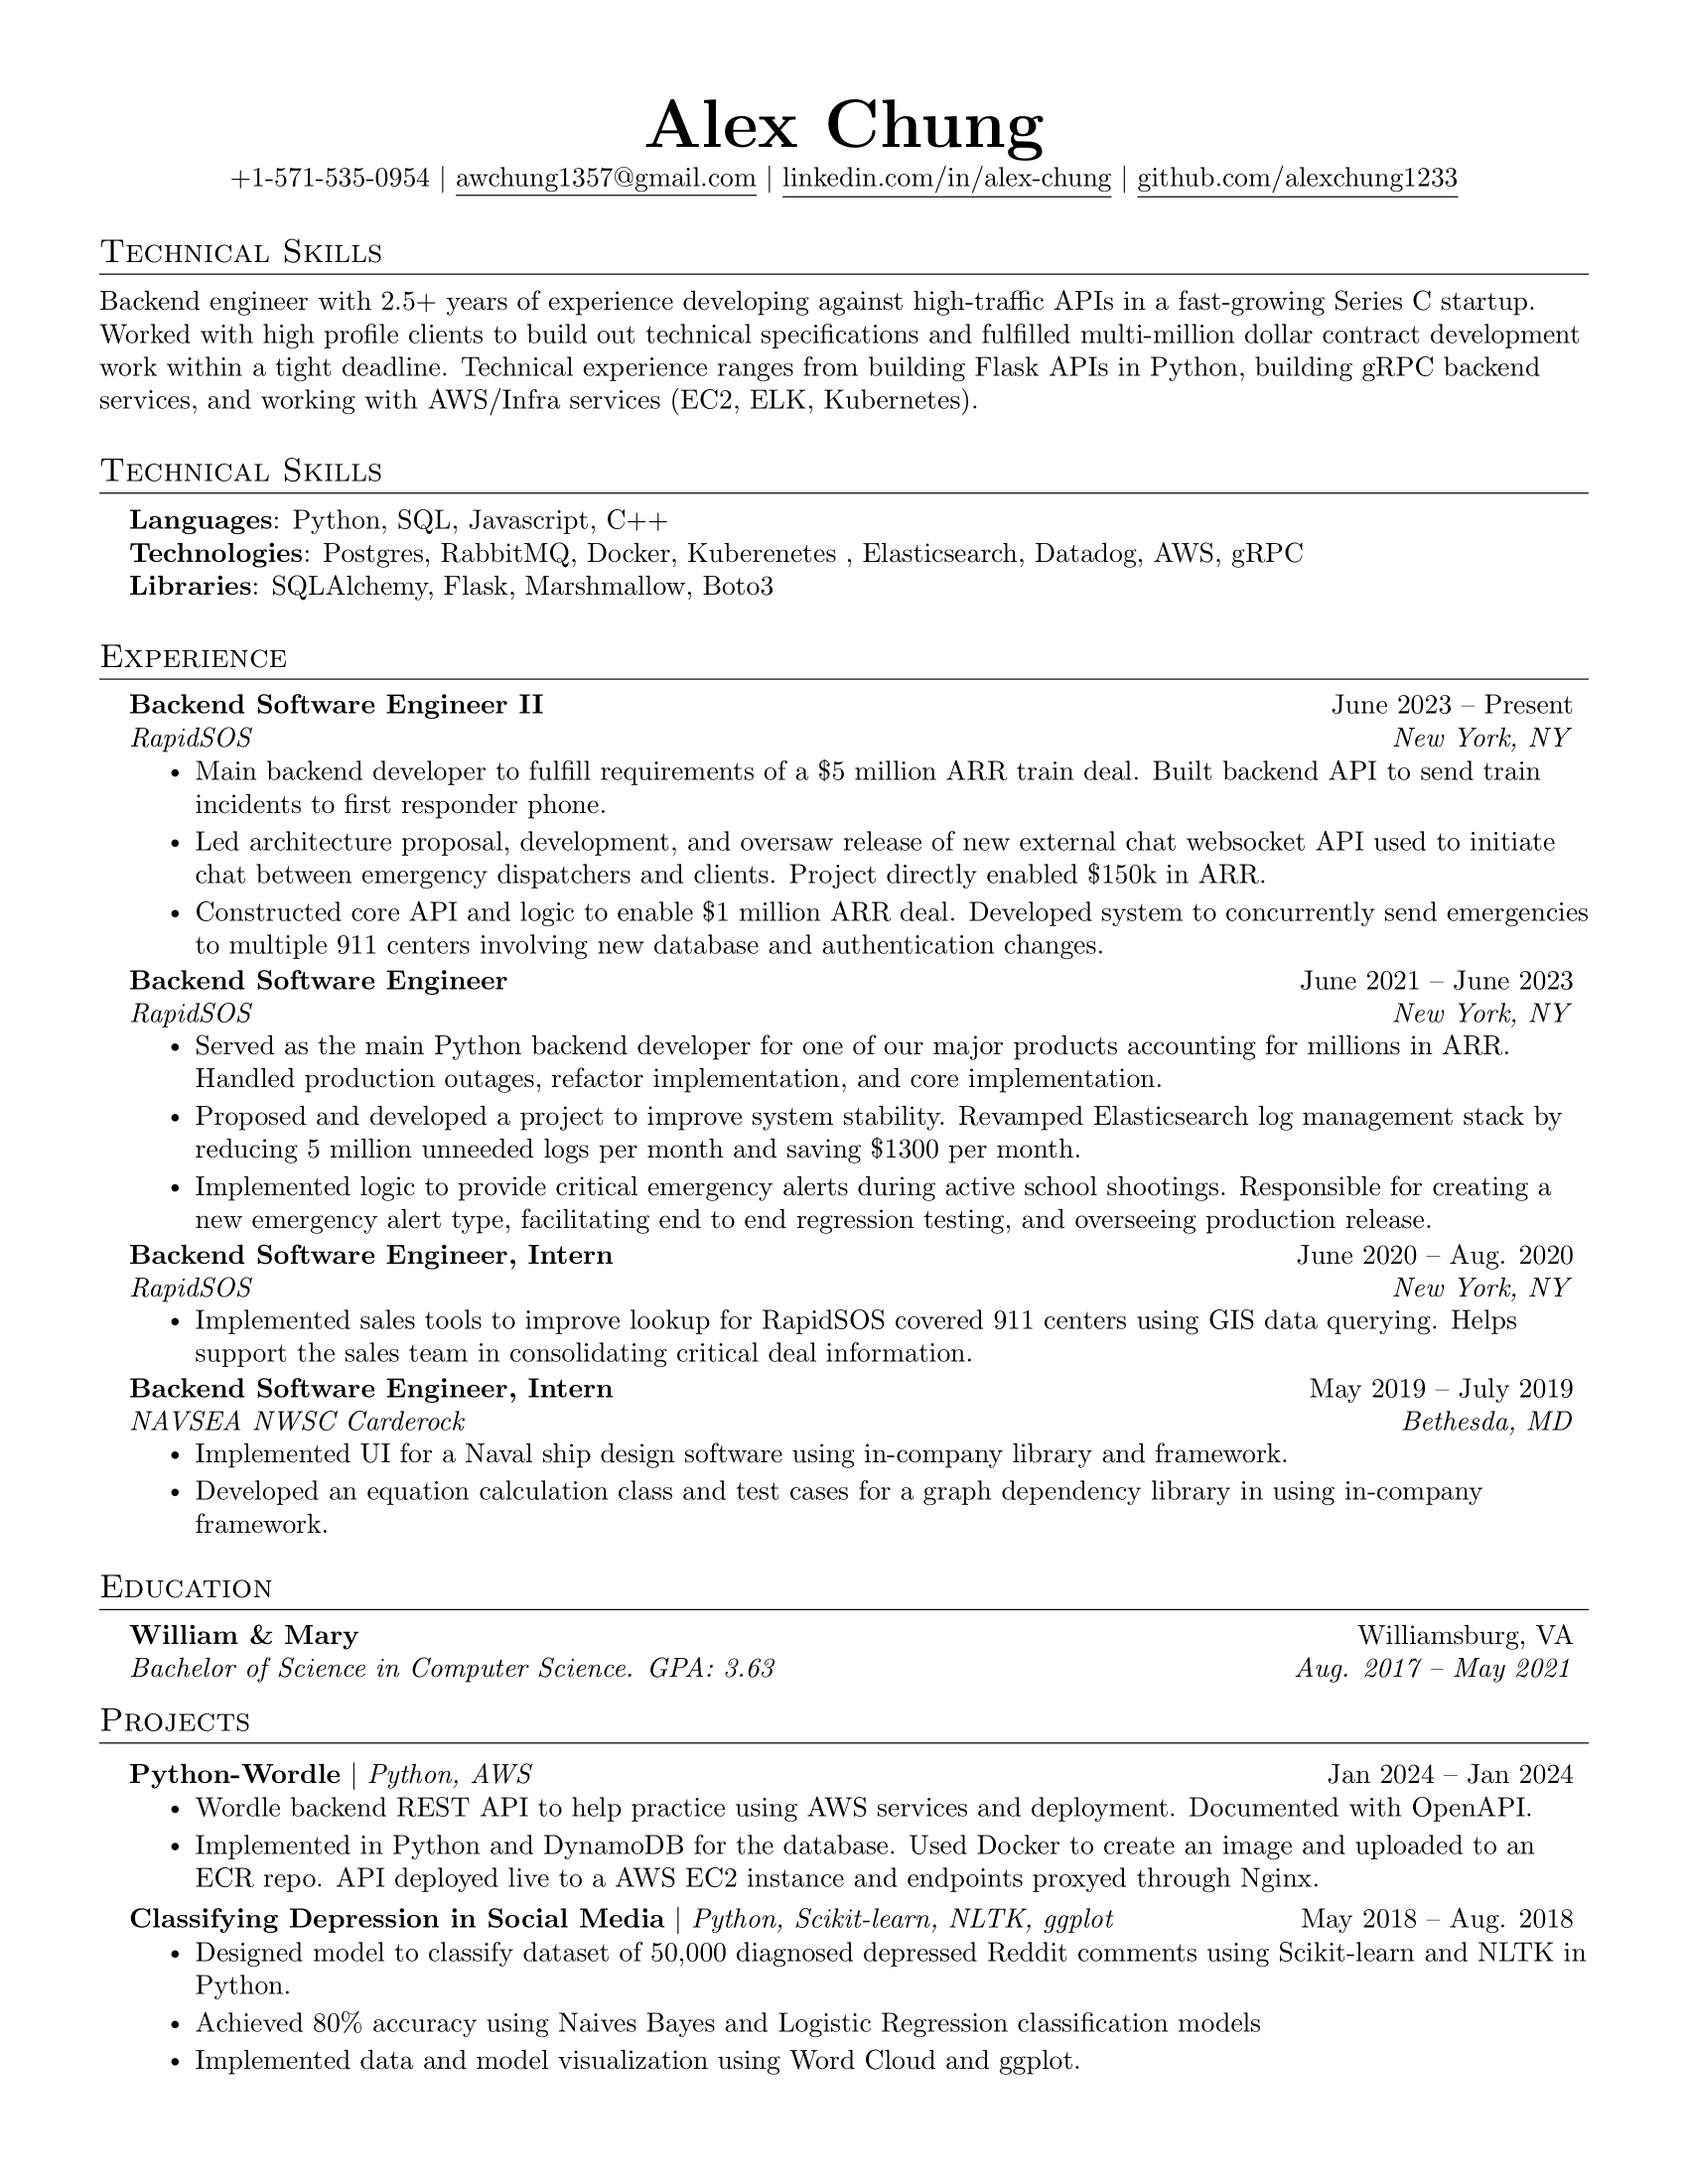 Alex Chung
+1-571-535-0954 | awchung1357@gmail.com | linkedin.com/in/alex-chung | github.com/alexchung1233
Technical Skills
Backend engineer with 2.5+ years of experience developing against high-traffic APIs in a fast-growing Series C startup.
Worked with high profile clients to build out technical specifications and fulfilled multi-million dollar contract development
work within a tight deadline. Technical experience ranges from building Flask APIs in Python, building gRPC backend
services, and working with AWS/Infra services (EC2, ELK, Kubernetes).
Technical Skills
Languages: Python, SQL, Javascript, C++
Technologies: Postgres, RabbitMQ, Docker, Kuberenetes , Elasticsearch, Datadog, AWS, gRPC
Libraries: SQLAlchemy, Flask, Marshmallow, Boto3
Experience
Backend Software Engineer II June 2023 – Present
RapidSOS New York, NY
• Main backend developer to fulfill requirements of a $5 million ARR train deal. Built backend API to send train
incidents to first responder phone.
• Led architecture proposal, development, and oversaw release of new external chat websocket API used to initiate
chat between emergency dispatchers and clients. Project directly enabled $150k in ARR.
• Constructed core API and logic to enable $1 million ARR deal. Developed system to concurrently send emergencies
to multiple 911 centers involving new database and authentication changes.
Backend Software Engineer June 2021 – June 2023
RapidSOS New York, NY
• Served as the main Python backend developer for one of our major products accounting for millions in ARR.
Handled production outages, refactor implementation, and core implementation.
• Proposed and developed a project to improve system stability. Revamped Elasticsearch log management stack by
reducing 5 million unneeded logs per month and saving $1300 per month.
• Implemented logic to provide critical emergency alerts during active school shootings. Responsible for creating a
new emergency alert type, facilitating end to end regression testing, and overseeing production release.
Backend Software Engineer, Intern June 2020 – Aug. 2020
RapidSOS New York, NY
• Implemented sales tools to improve lookup for RapidSOS covered 911 centers using GIS data querying. Helps
support the sales team in consolidating critical deal information.
Backend Software Engineer, Intern May 2019 – July 2019
NAVSEA NWSC Carderock Bethesda, MD
• Implemented UI for a Naval ship design software using in-company library and framework.
• Developed an equation calculation class and test cases for a graph dependency library in using in-company
framework.
Education
William & Mary Williamsburg, VA
Bachelor of Science in Computer Science. GPA: 3.63 Aug. 2017 – May 2021
Projects
Python-Wordle | Python, AWS Jan 2024 – Jan 2024
• Wordle backend REST API to help practice using AWS services and deployment. Documented with OpenAPI.
• Implemented in Python and DynamoDB for the database. Used Docker to create an image and uploaded to an
ECR repo. API deployed live to a AWS EC2 instance and endpoints proxyed through Nginx.
Classifying Depression in Social Media | Python, Scikit-learn, NLTK, ggplot May 2018 – Aug. 2018
• Designed model to classify dataset of 50,000 diagnosed depressed Reddit comments using Scikit-learn and NLTK in
Python.
• Achieved 80% accuracy using Naives Bayes and Logistic Regression classification models
• Implemented data and model visualization using Word Cloud and ggplot.